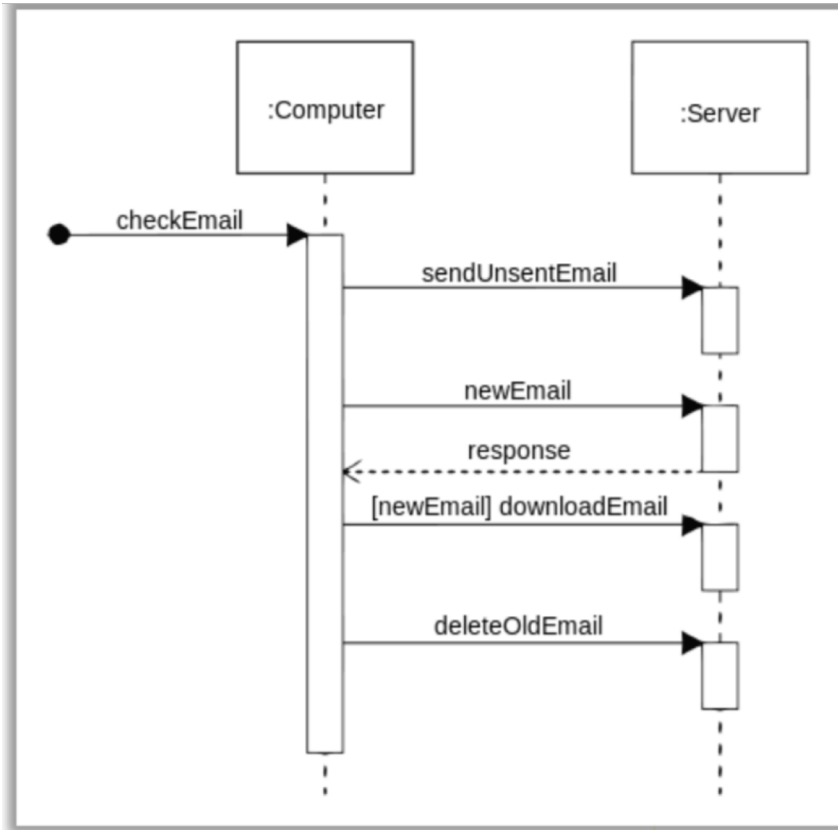 :Computer
:Server
checkEmail
sendUnsentEmail
newEmail
response
[newEmail] downloadEmail
deleteOldEmail